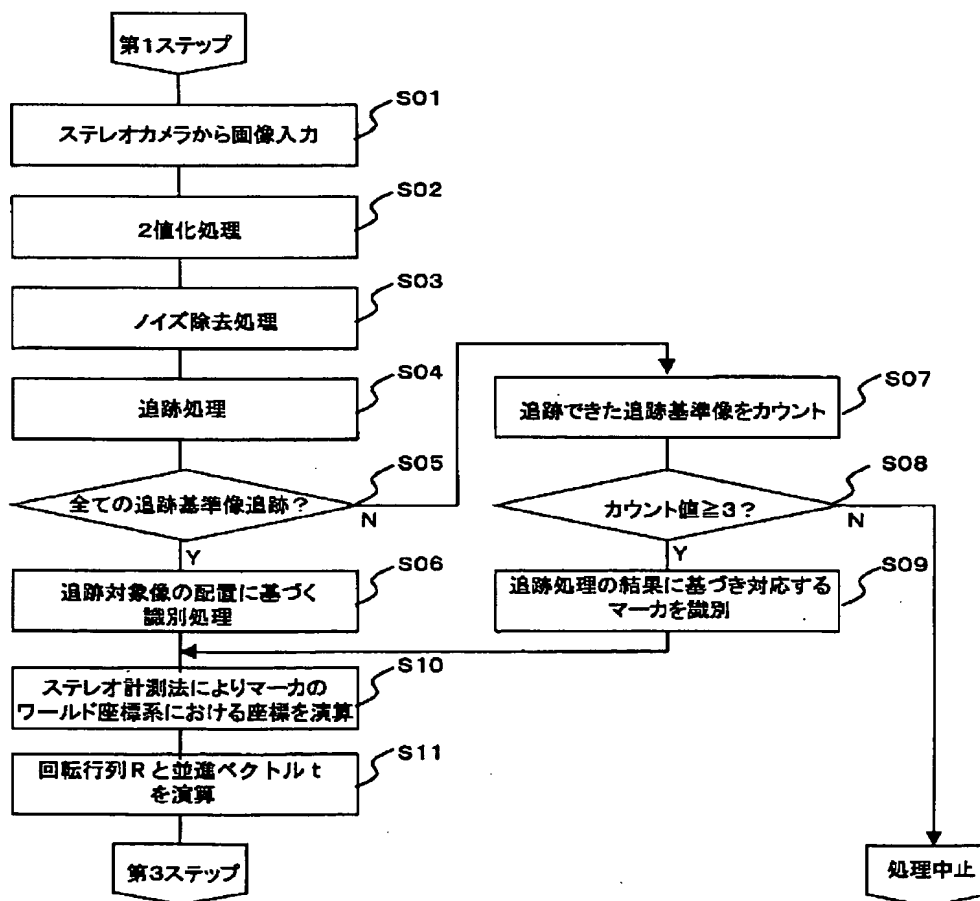 第1ステップ
S01
ステレオカメラから画像入力
S02
2値化処理
S03
ノイズ除去処理
S04
追跡処理
S05
全ての追跡基準像追跡?
N
Y
S06
追跡対象像の配置に基づく
識別処理
S07
追跡できた追跡基準像をカウント
S08
カウント値≧3?
N
Y
S09
追跡処理の結果に基づき対応する
マーカを識別
S10
ステレオ計測法によりマーカの
ワールド座標系における座標を演算
S11
回転行列Rと並進ベクトルt
を演算
第3ステップ
処理中止